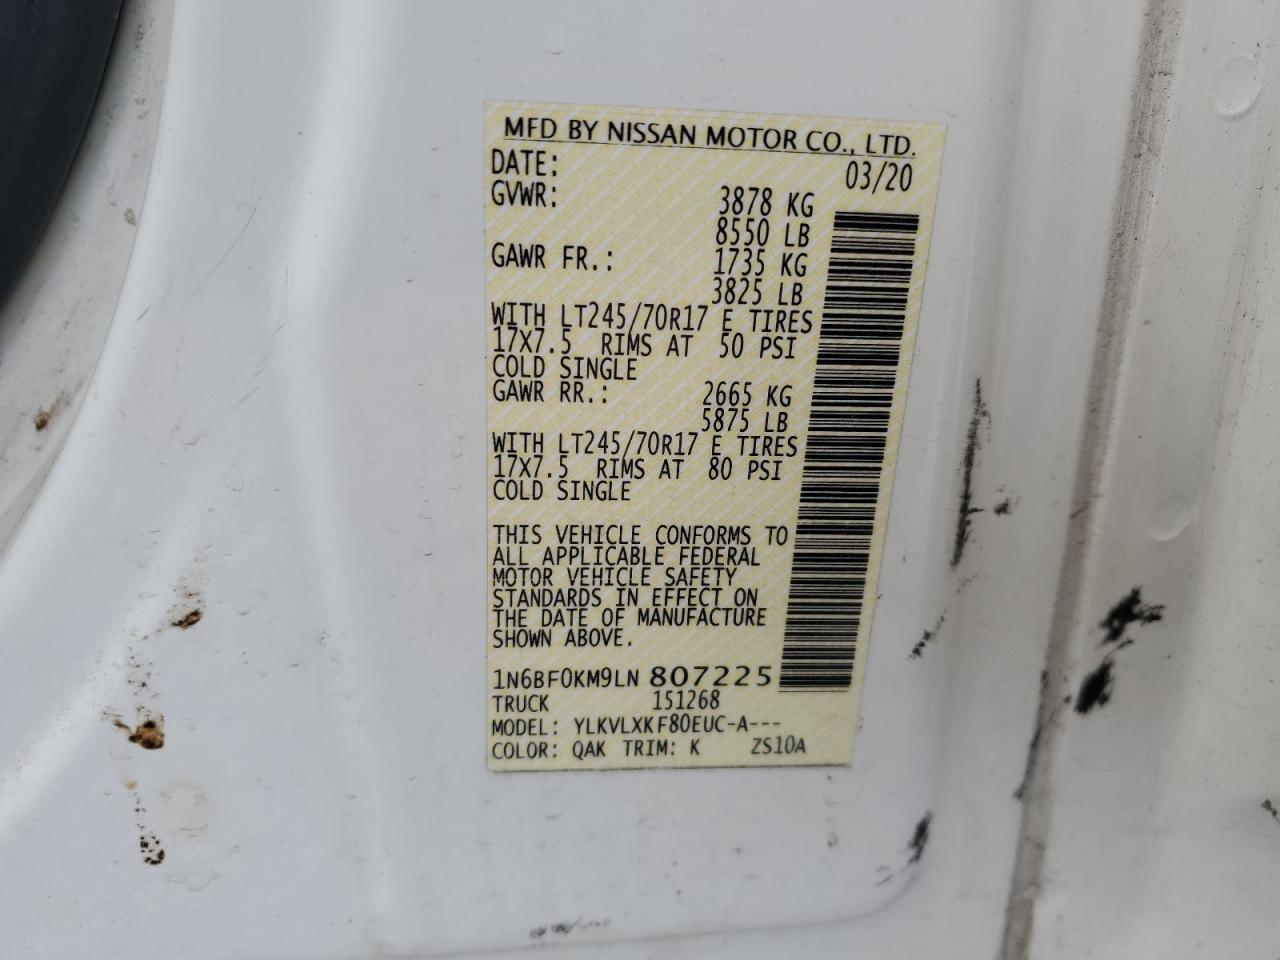 MFD BY NISSAN MOTOR CO., LTD.
DATE: 03/20
GVWR: 3878 KG
8550 LB
GAWR FR.: 1735 KG
3825 LB
WITH LT245/70R17 E TIRES
17X7.5 RIMS AT 50 PSI
COLD SINGLE
GAWR RR.: 2665 KG
5875 LB
WITH LT245/70R17 E TIRES
17X7.5 RIMS AT 80 PSI
COLD SINGLE
THIS VEHICLE CONFORMS TO
ALL APPLICABLE FEDERAL
MOTOR VEHICLE SAFETY
STANDARDS IN EFFECT ON
THE DATE OF MANUFACTURE
SHOWN ABOVE.
1N6BF0KM9LN 807225
TRUCK 151268
MODEL: YLKVLXKF80EUC-A---
COLOR: QAK TRIM: K ZS10A